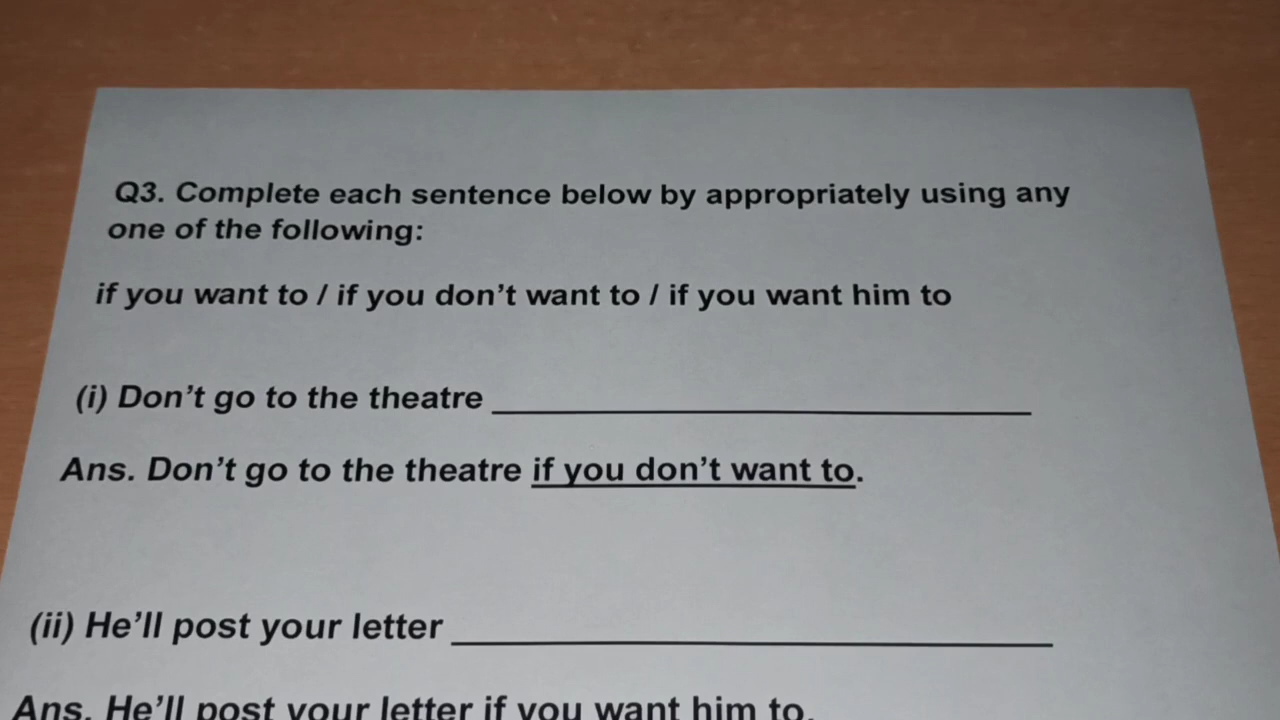 Q3. Complete each sentence below by appropriately using any
one of the following:
if you want to / if you don't want to / if you want him to
(i) Don't go to the theatre ____________________
Ans. Don't go to the theatre if you don't want to.
(ii) He'll post your letter ____________________
Ans. He'll post your letter if you want him to.